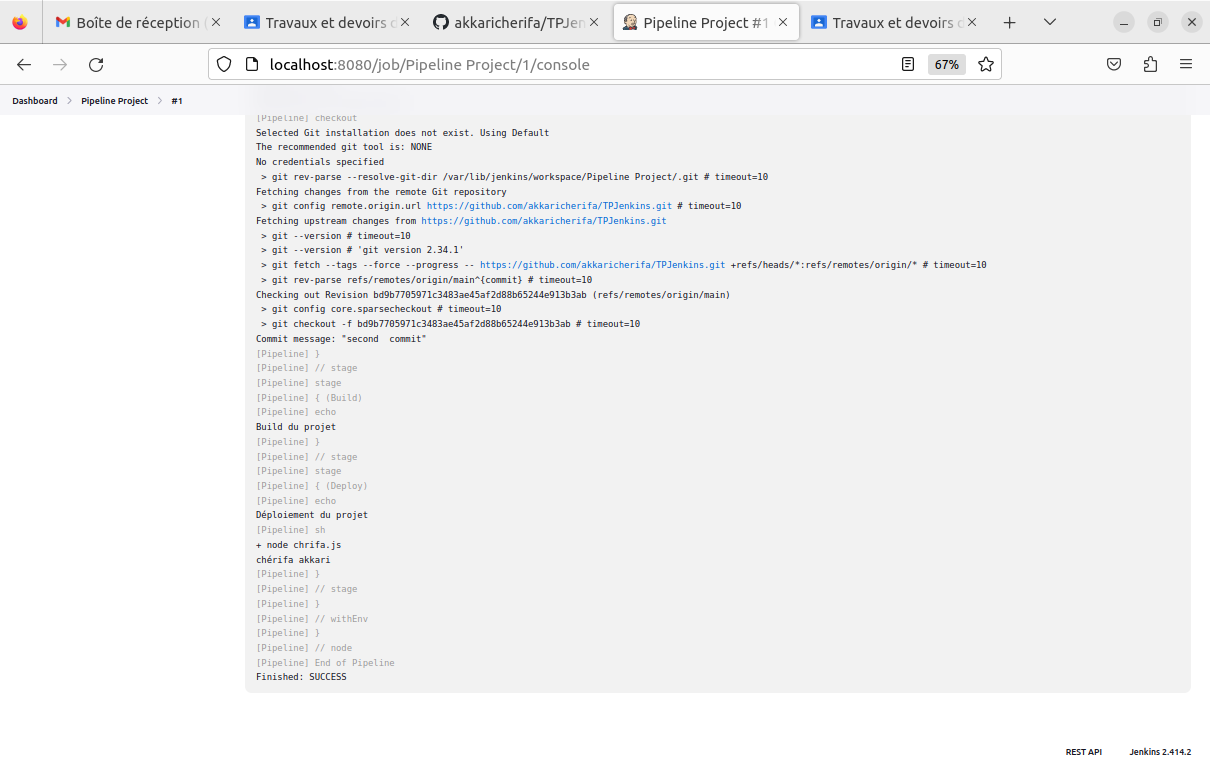 Boîte de réception (
Travaux et devoirs d
akkaricherifa/TPJen
Pipeline Project #1
Travaux et devoirs d
localhost:8080/job/Pipeline Project/1/console
67%
Dashboard > Pipeline Project > #1
[Pipeline] checkout
Selected Git installation does not exist. Using Default
The recommended git tool is: NONE
No credentials specified
 > git rev-parse --resolve-git-dir /var/lib/jenkins/workspace/Pipeline Project/.git # timeout=10
Fetching changes from the remote Git repository
 > git config remote.origin.url https://github.com/akkaricherifa/TPJenkins.git # timeout=10
Fetching upstream changes from https://github.com/akkaricherifa/TPJenkins.git
 > git --version # timeout=10
 > git --version # 'git version 2.34.1'
 > git fetch --tags --force --progress -- https://github.com/akkaricherifa/TPJenkins.git +refs/heads/*:refs/remotes/origin/* # timeout=10
 > git rev-parse refs/remotes/origin/main^{commit} # timeout=10
Checking out Revision bd9b7705971c3483ae45af2d88b65244e913b3ab (refs/remotes/origin/main)
 > git config core.sparsecheckout # timeout=10
 > git checkout -f bd9b7705971c3483ae45af2d88b65244e913b3ab # timeout=10
Commit message: "second  commit"
[Pipeline] }
[Pipeline] // stage
[Pipeline] stage
[Pipeline] { (Build)
[Pipeline] echo
Build du projet
[Pipeline] }
[Pipeline] // stage
[Pipeline] stage
[Pipeline] { (Deploy)
[Pipeline] echo
Déploiement du projet
[Pipeline] sh
+ node chrifa.js
chérifa akkari
[Pipeline] }
[Pipeline] // stage
[Pipeline] }
[Pipeline] // withEnv
[Pipeline] }
[Pipeline] // node
[Pipeline] End of Pipeline
Finished: SUCCESS
REST API
Jenkins 2.414.2